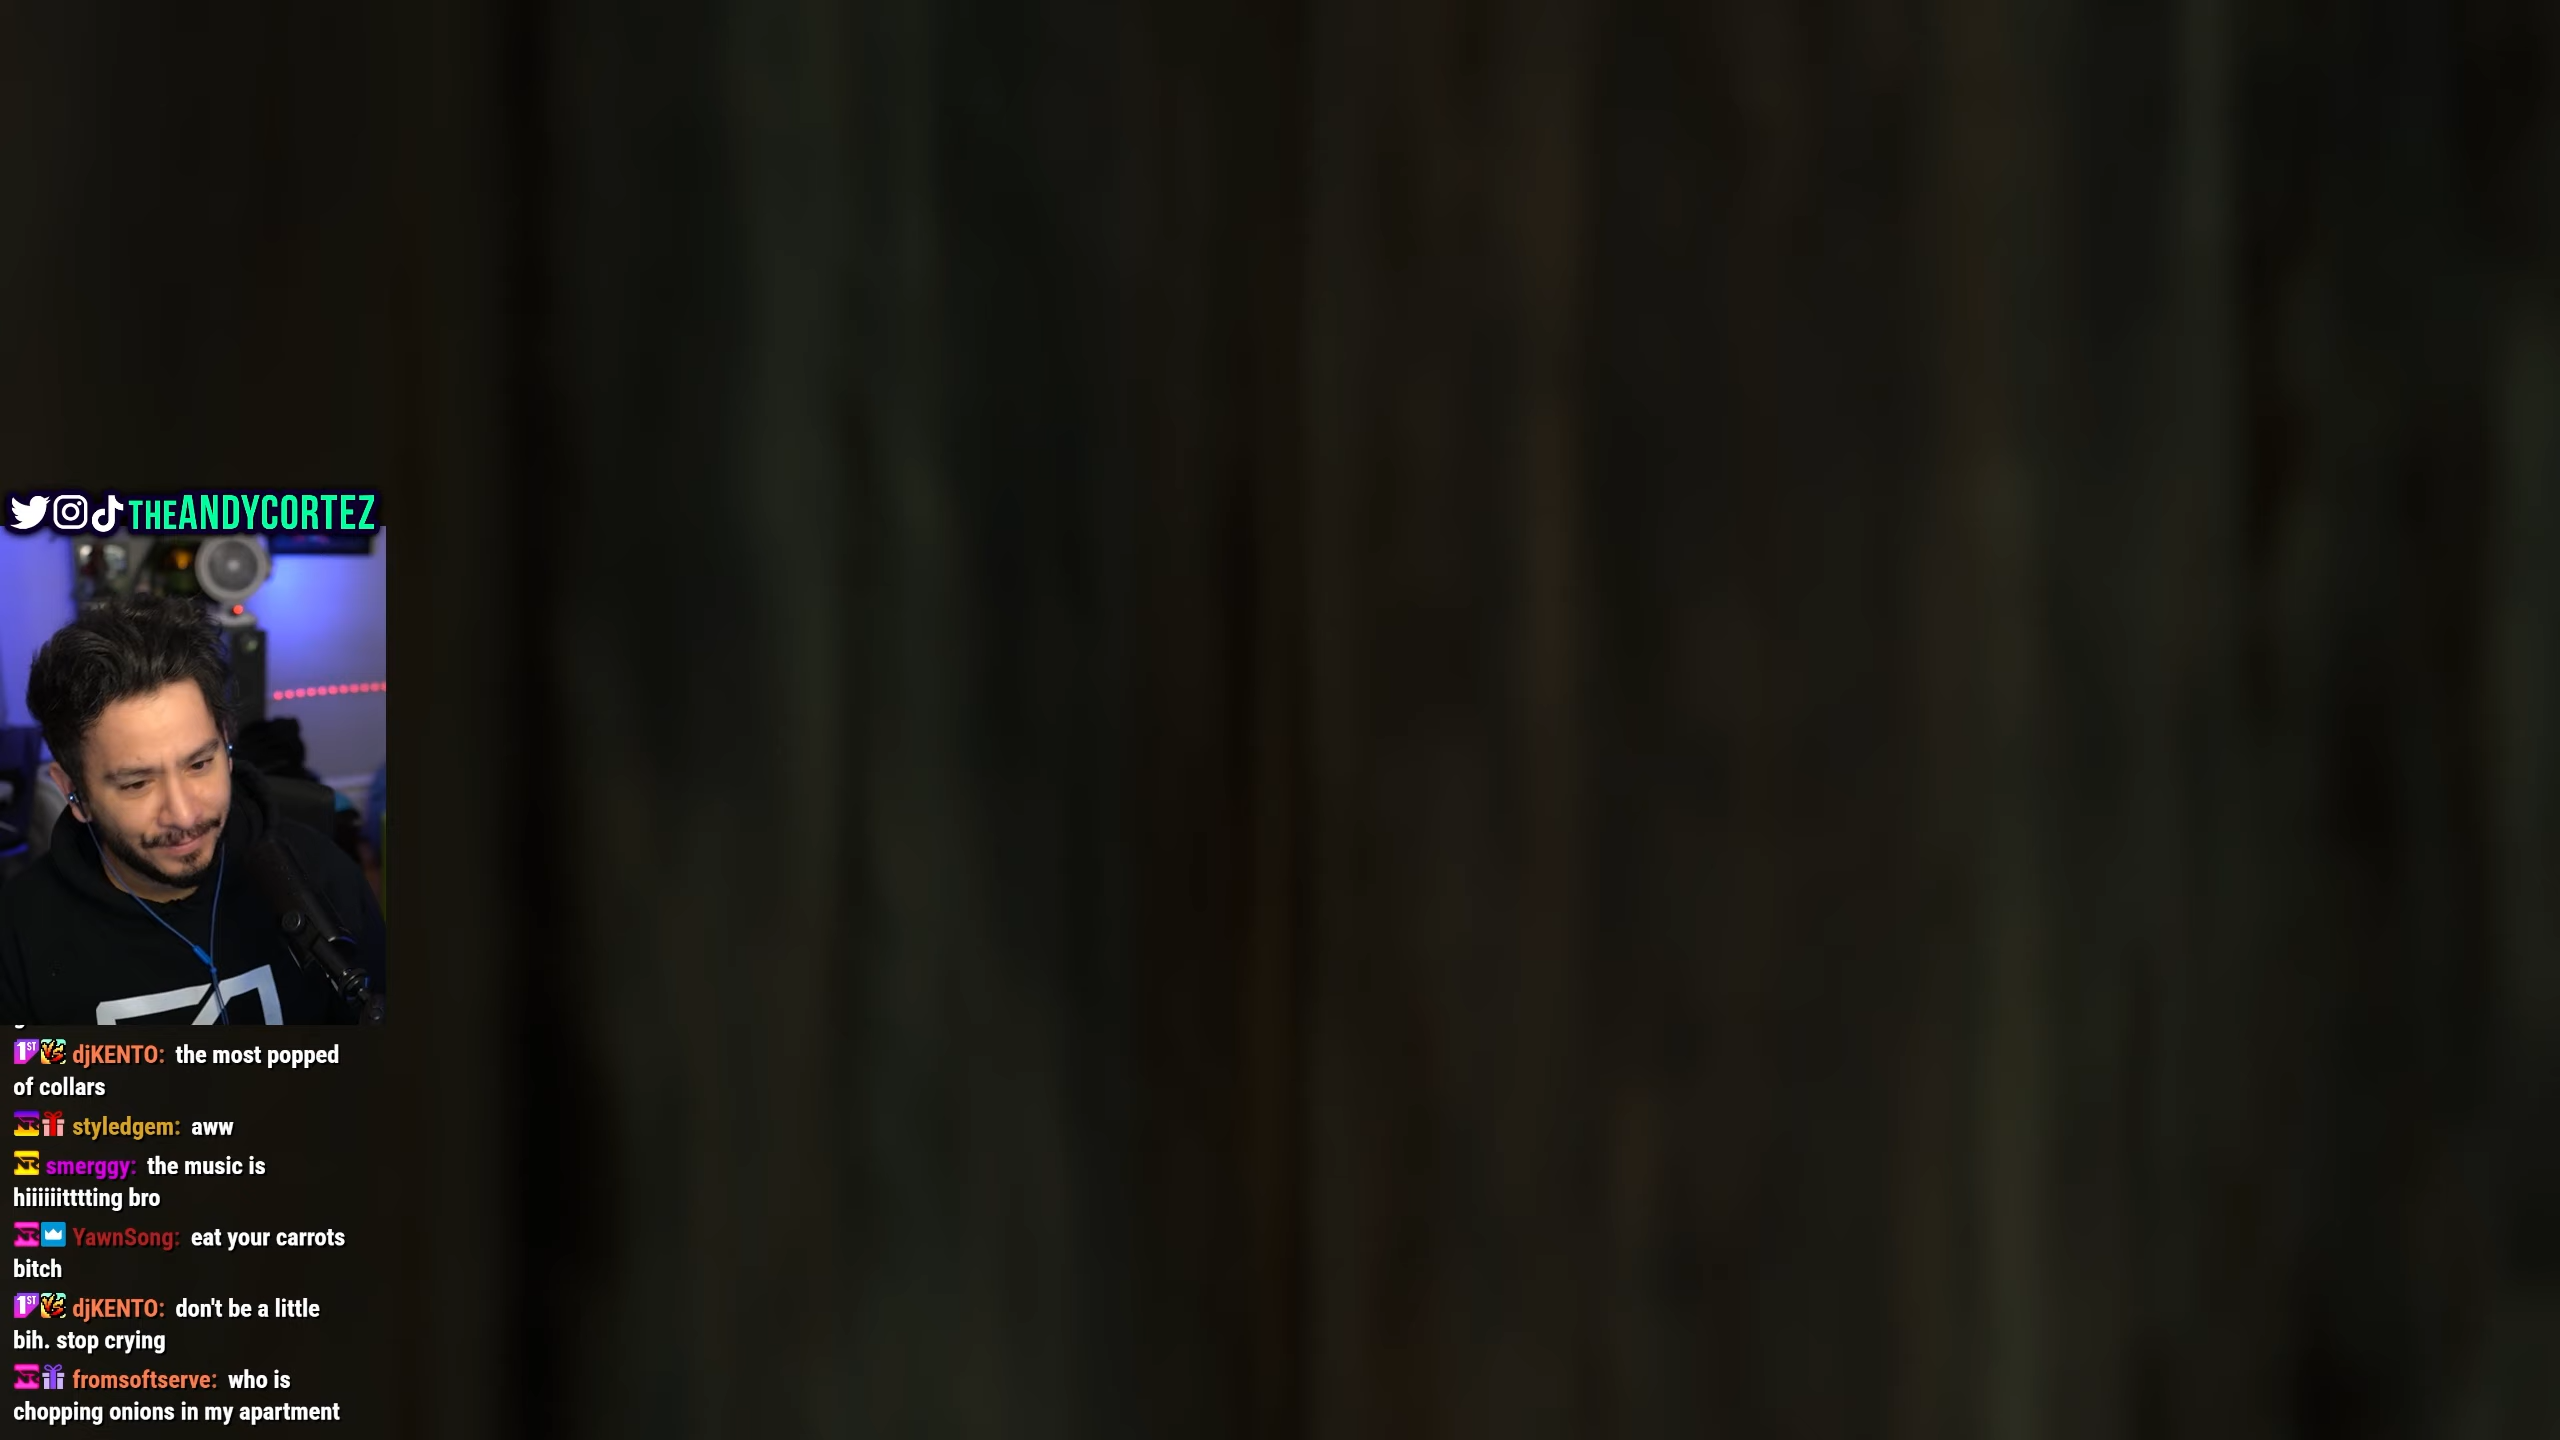 THEANDYCORTEZ
djKENTO: the most popped
of collars
styledgem: aww
smerggy: the music is
hiiiiiittttting bro
YawnSong: eat your carrots
bitch
djKENTO: don't be a little
bih. stop crying
fromsoftserve: who is
chopping onions in my apartment